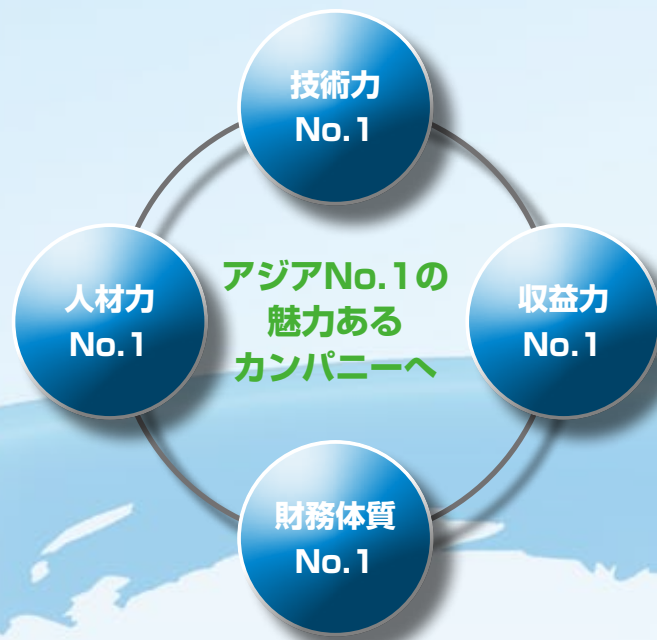 技術力
No.1
人材力
No.1
アジアNo.1の
魅力ある
カンパニーへ
収益力
No.1
財務体質
No.1